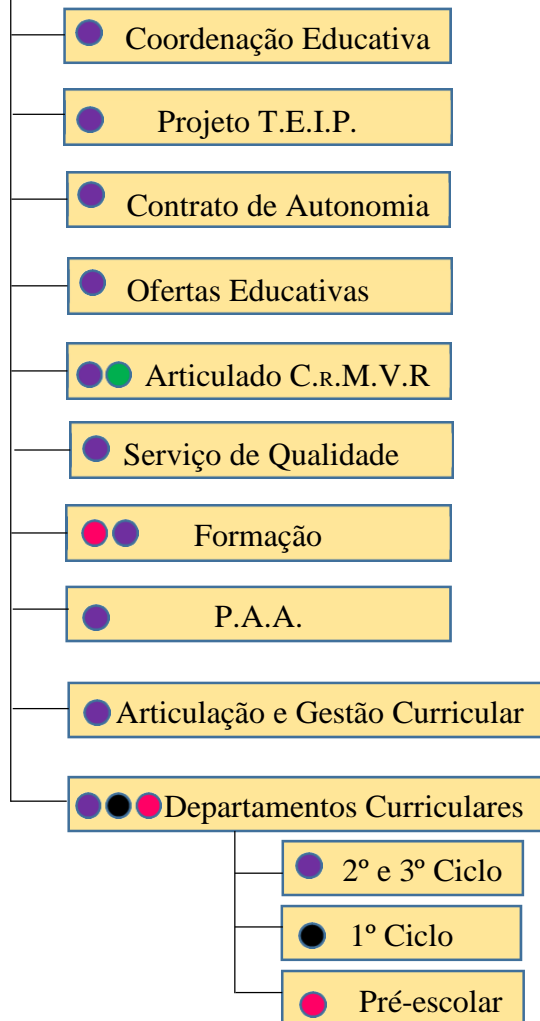 Coordenação Educativa
Projeto T.E.I.P.
Contrato de Autonomia
Ofertas Educativas
Articulado C.R.M.V.R
Serviço de Qualidade
Formação
P.A.A.
Articulação e Gestão Curricular
Departamentos Curriculares
2º e 3º Ciclo
1º Ciclo
Pré-escolar